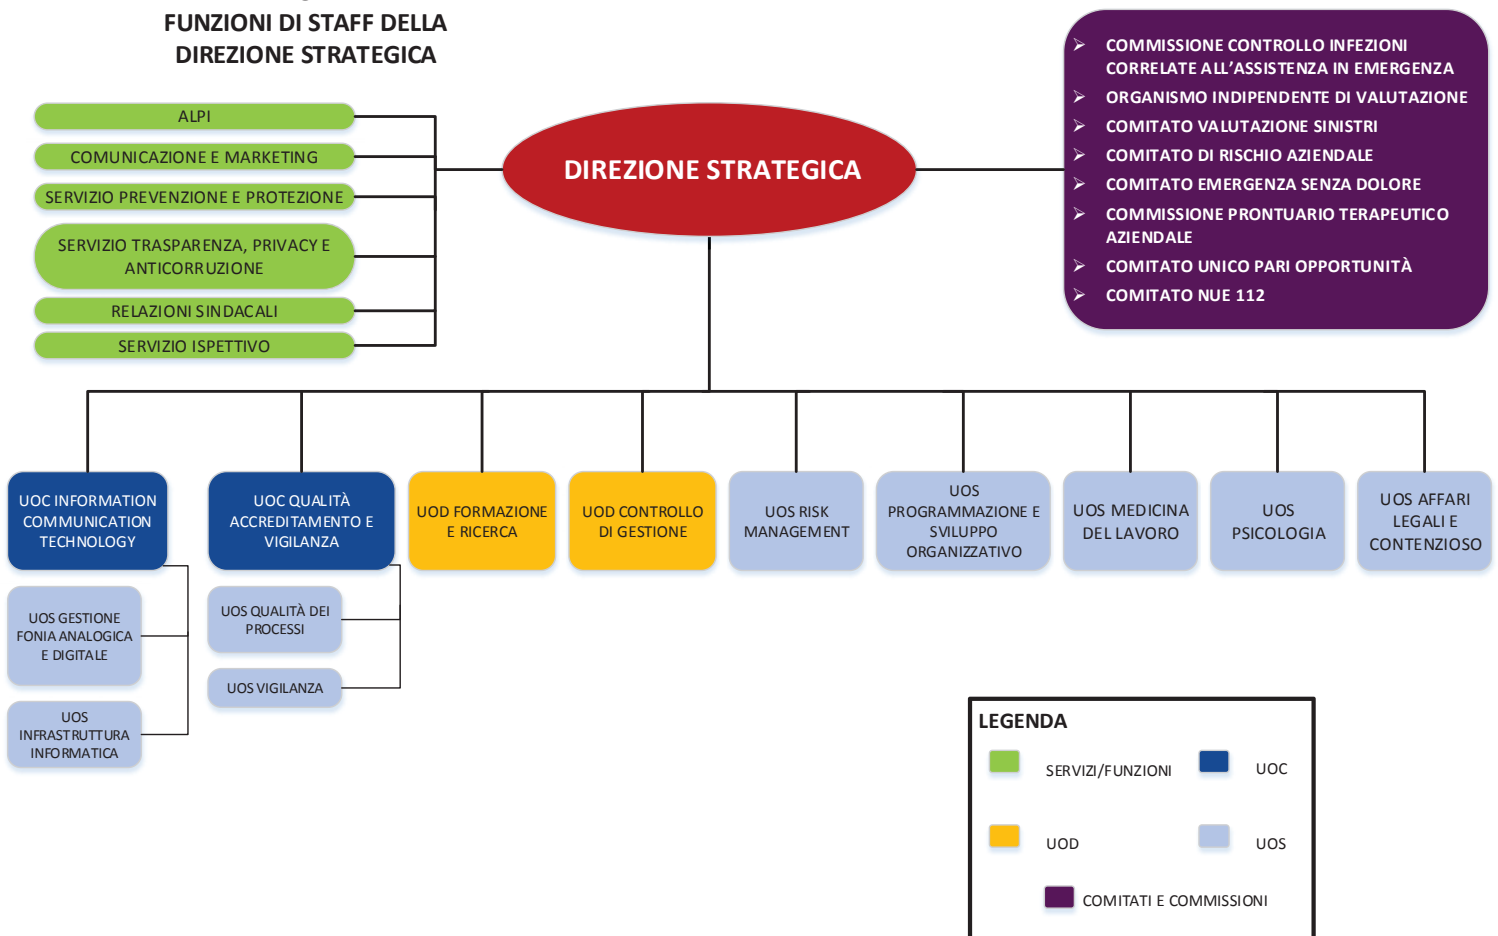 FUNZIONI DI STAFF DELLA
DIREZIONE STRATEGICA
ALPI
COMUNICAZIONE E MARKETING
SERVIZIO PREVENZIONE E PROTEZIONE
SERVIZIO TRASPARENZA, PRIVACY E
ANTICORRUZIONE
RELAZIONI SINDACALI
SERVIZIO ISPETTIVO
DIREZIONE STRATEGICA
➢ COMMISSIONE CONTROLLO INFEZIONI
CORRELATE ALL'ASSISTENZA IN EMERGENZA
➢ ORGANISMO INDIPENDENTE DI VALUTAZIONE
➢ COMITATO VALUTAZIONE SINISTRI
➢ COMITATO DI RISCHIO AZIENDALE
➢ COMITATO EMERGENZA SENZA DOLORE
➢ COMMISSIONE PRONTUARIO TERAPEUTICO
AZIENDALE
➢ COMITATO UNICO PARI OPPORTUNITÀ
➢ COMITATO NUE 112
UOC INFORMATION
COMMUNICATION
TECHNOLOGY
UOC QUALITÀ
ACCREDITAMENTO E
VIGILANZA
UOD FORMAZIONE
E RICERCA
UOD CONTROLLO
DI GESTIONE
UOS RISK
MANAGEMENT
UOS
PROGRAMMAZIONE E
SVILUPPO
ORGANIZZATIVO
UOS MEDICINA
DEL LAVORO
UOS
PSICOLOGIA
UOS AFFARI
LEGALI E
CONTENZIOSO
UOS GESTIONE
FONIA ANALOGICA
E DIGITALE
UOS
INFRASTRUTTURA
INFORMATICA
UOS QUALITÀ DEI
PROCESSI
UOS VIGILANZA
LEGENDA
SERVIZI/FUNZIONI
UOC
UOD
UOS
COMITATI E COMMISSIONI